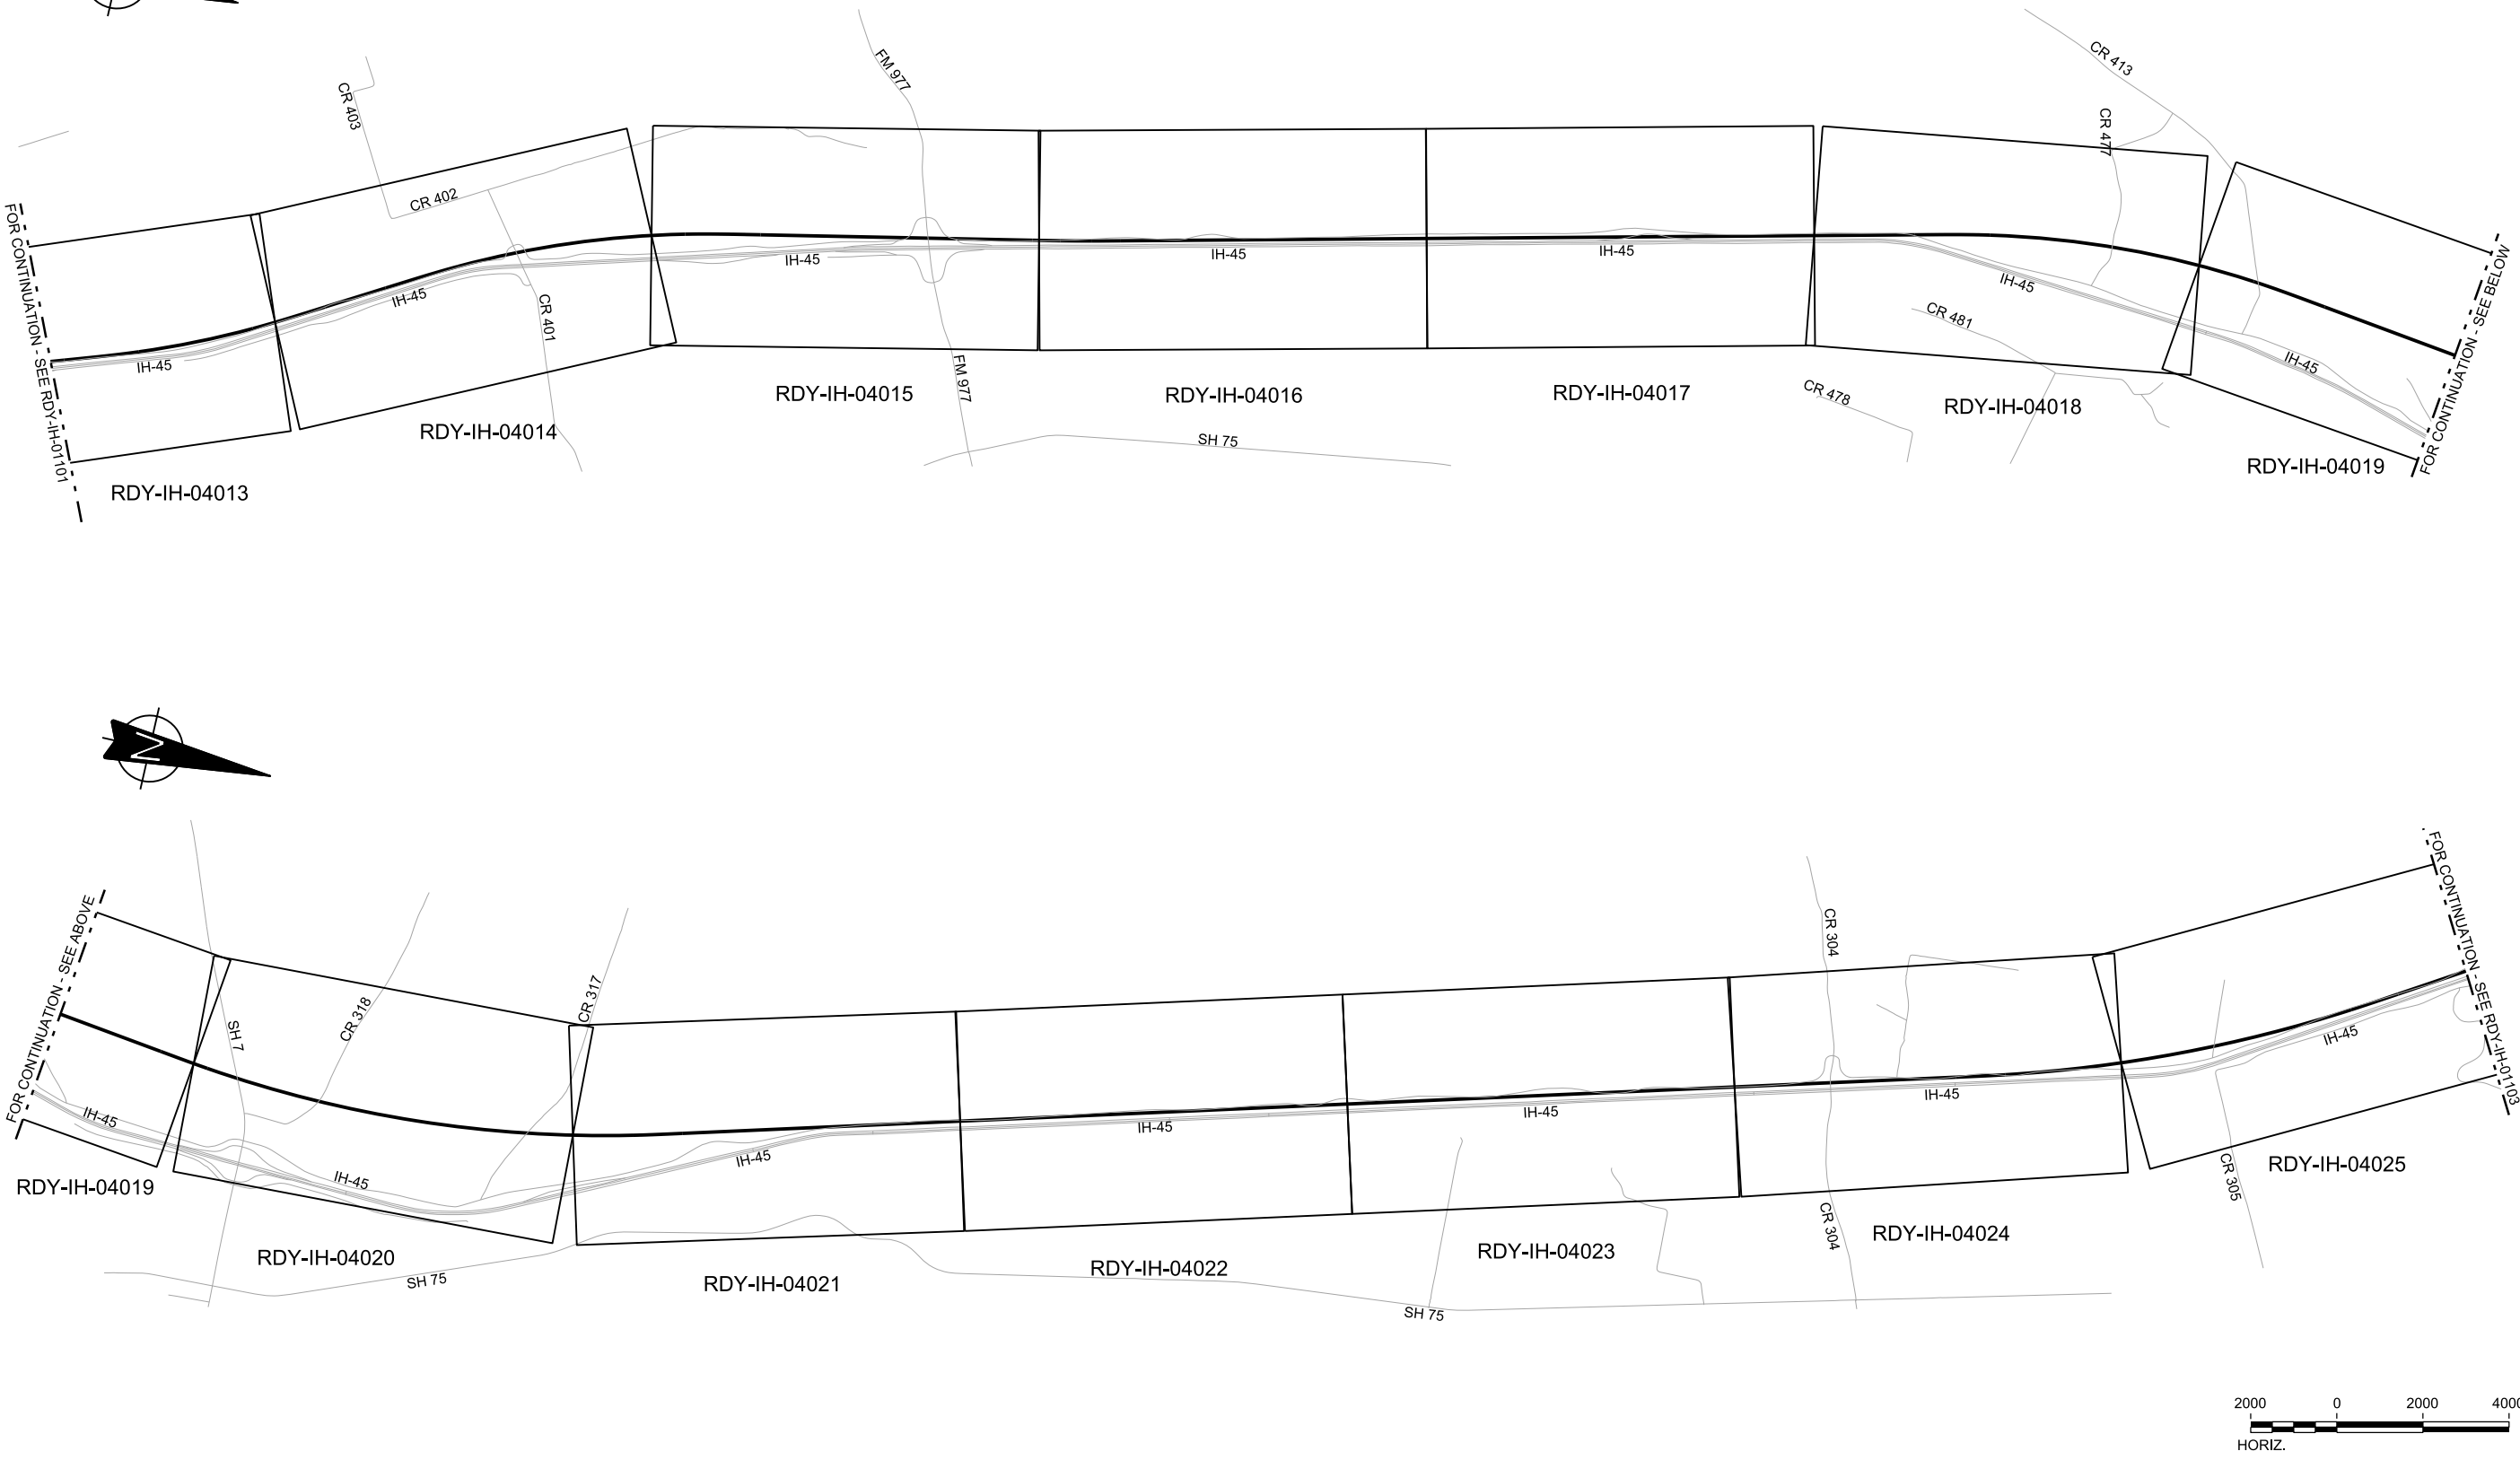 FM 977
CR 413
CR 403
CR 477
CR 402
FOR CONTINUATION - SEE RDY-IH-01101
FOR CONTINUATION - SEE BELOW
IH-45
IH-45
IH-45
IH-45
IH-45
IH-45
IH-45
CR 401
CR 481
FM 977
CR 478
SH 75
RDY-IH-04013
RDY-IH-04014
RDY-IH-04015
RDY-IH-04016
RDY-IH-04017
RDY-IH-04018
RDY-IH-04019
N
FOR CONTINUATION - SEE ABOVE
FOR CONTINUATION - SEE RDY-IH-01103
SH 7
CR 318
CR 317
CR 304
IH-45
IH-45
IH-45
IH-45
IH-45
IH-45
IH-45
CR 304
CR 305
RDY-IH-04019
RDY-IH-04020
SH 75
RDY-IH-04021
RDY-IH-04022
RDY-IH-04023
RDY-IH-04024
RDY-IH-04025
SH 75
2000 0 2000 4000
HORIZ.